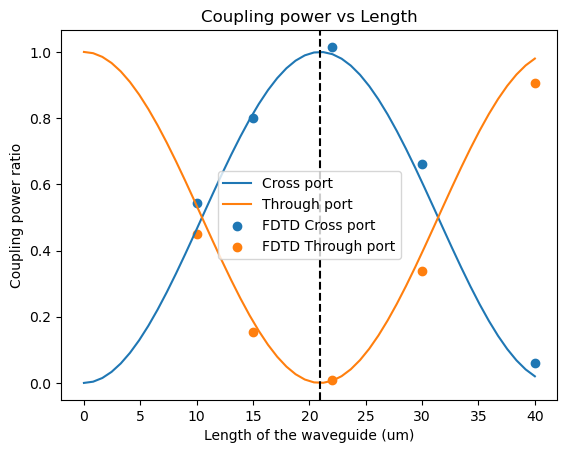 Coupling power vs Length
1.0
0.8
0.6
0.4
0.2
0.0
Coupling power ratio
Cross port
Through port
FDTD Cross port
FDTD Through port
0 5 10 15 20 25 30 35 40
Length of the waveguide (um)